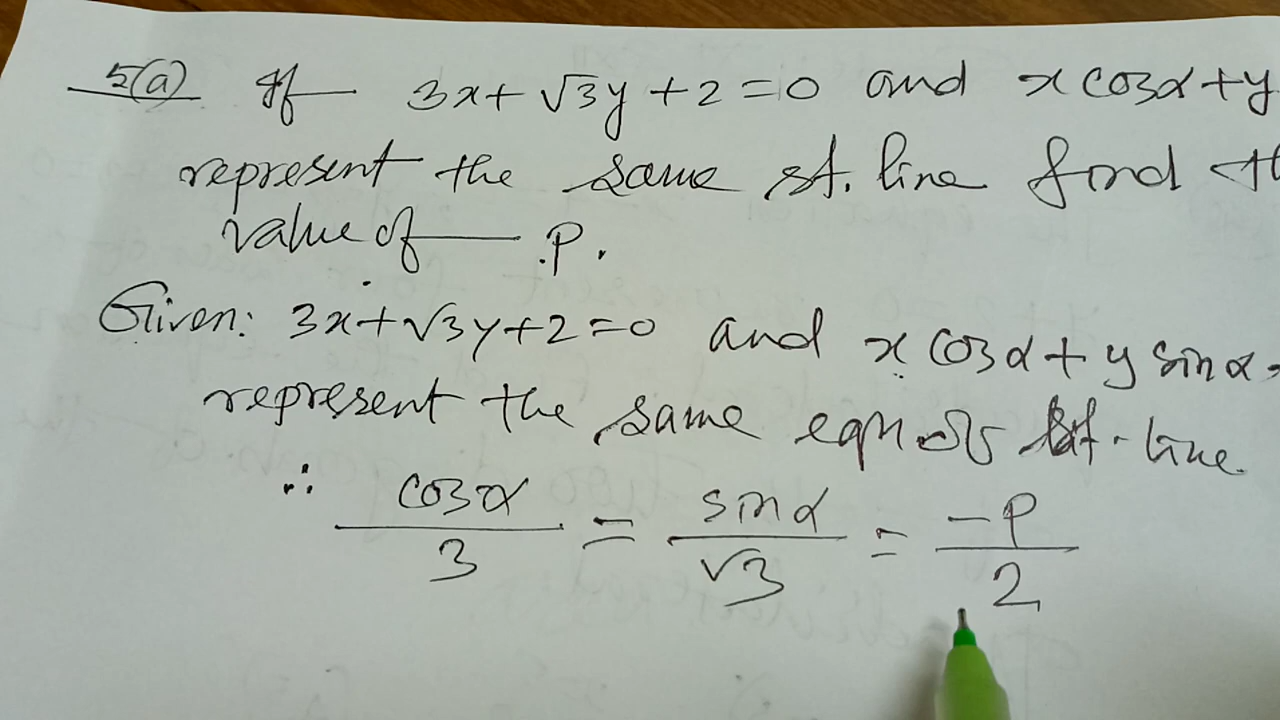 5(a) If 3x + √3y + 2 = 0 and x cosα + y
represent the same st. line find th
value of P.
Given: 3x + √3y + 2 = 0 and x cosα + y sinα -
represent the same eqn of st. line.
∴ cosα/3 = sinα/√3 = -P/2